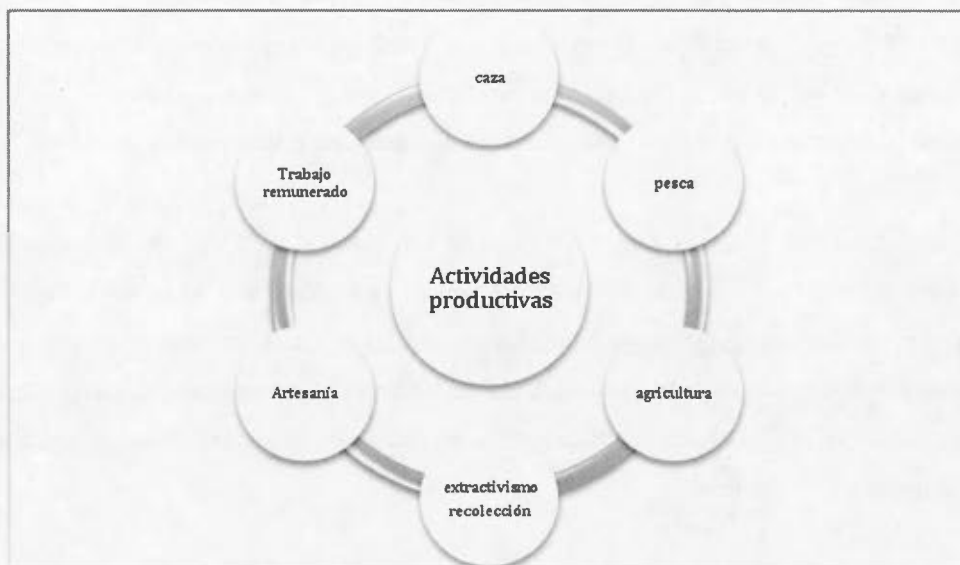 caza
pesca
agricultura
extractivismo
recolección
Artesanía
Trabajo
remunerado
Actividades
productivas